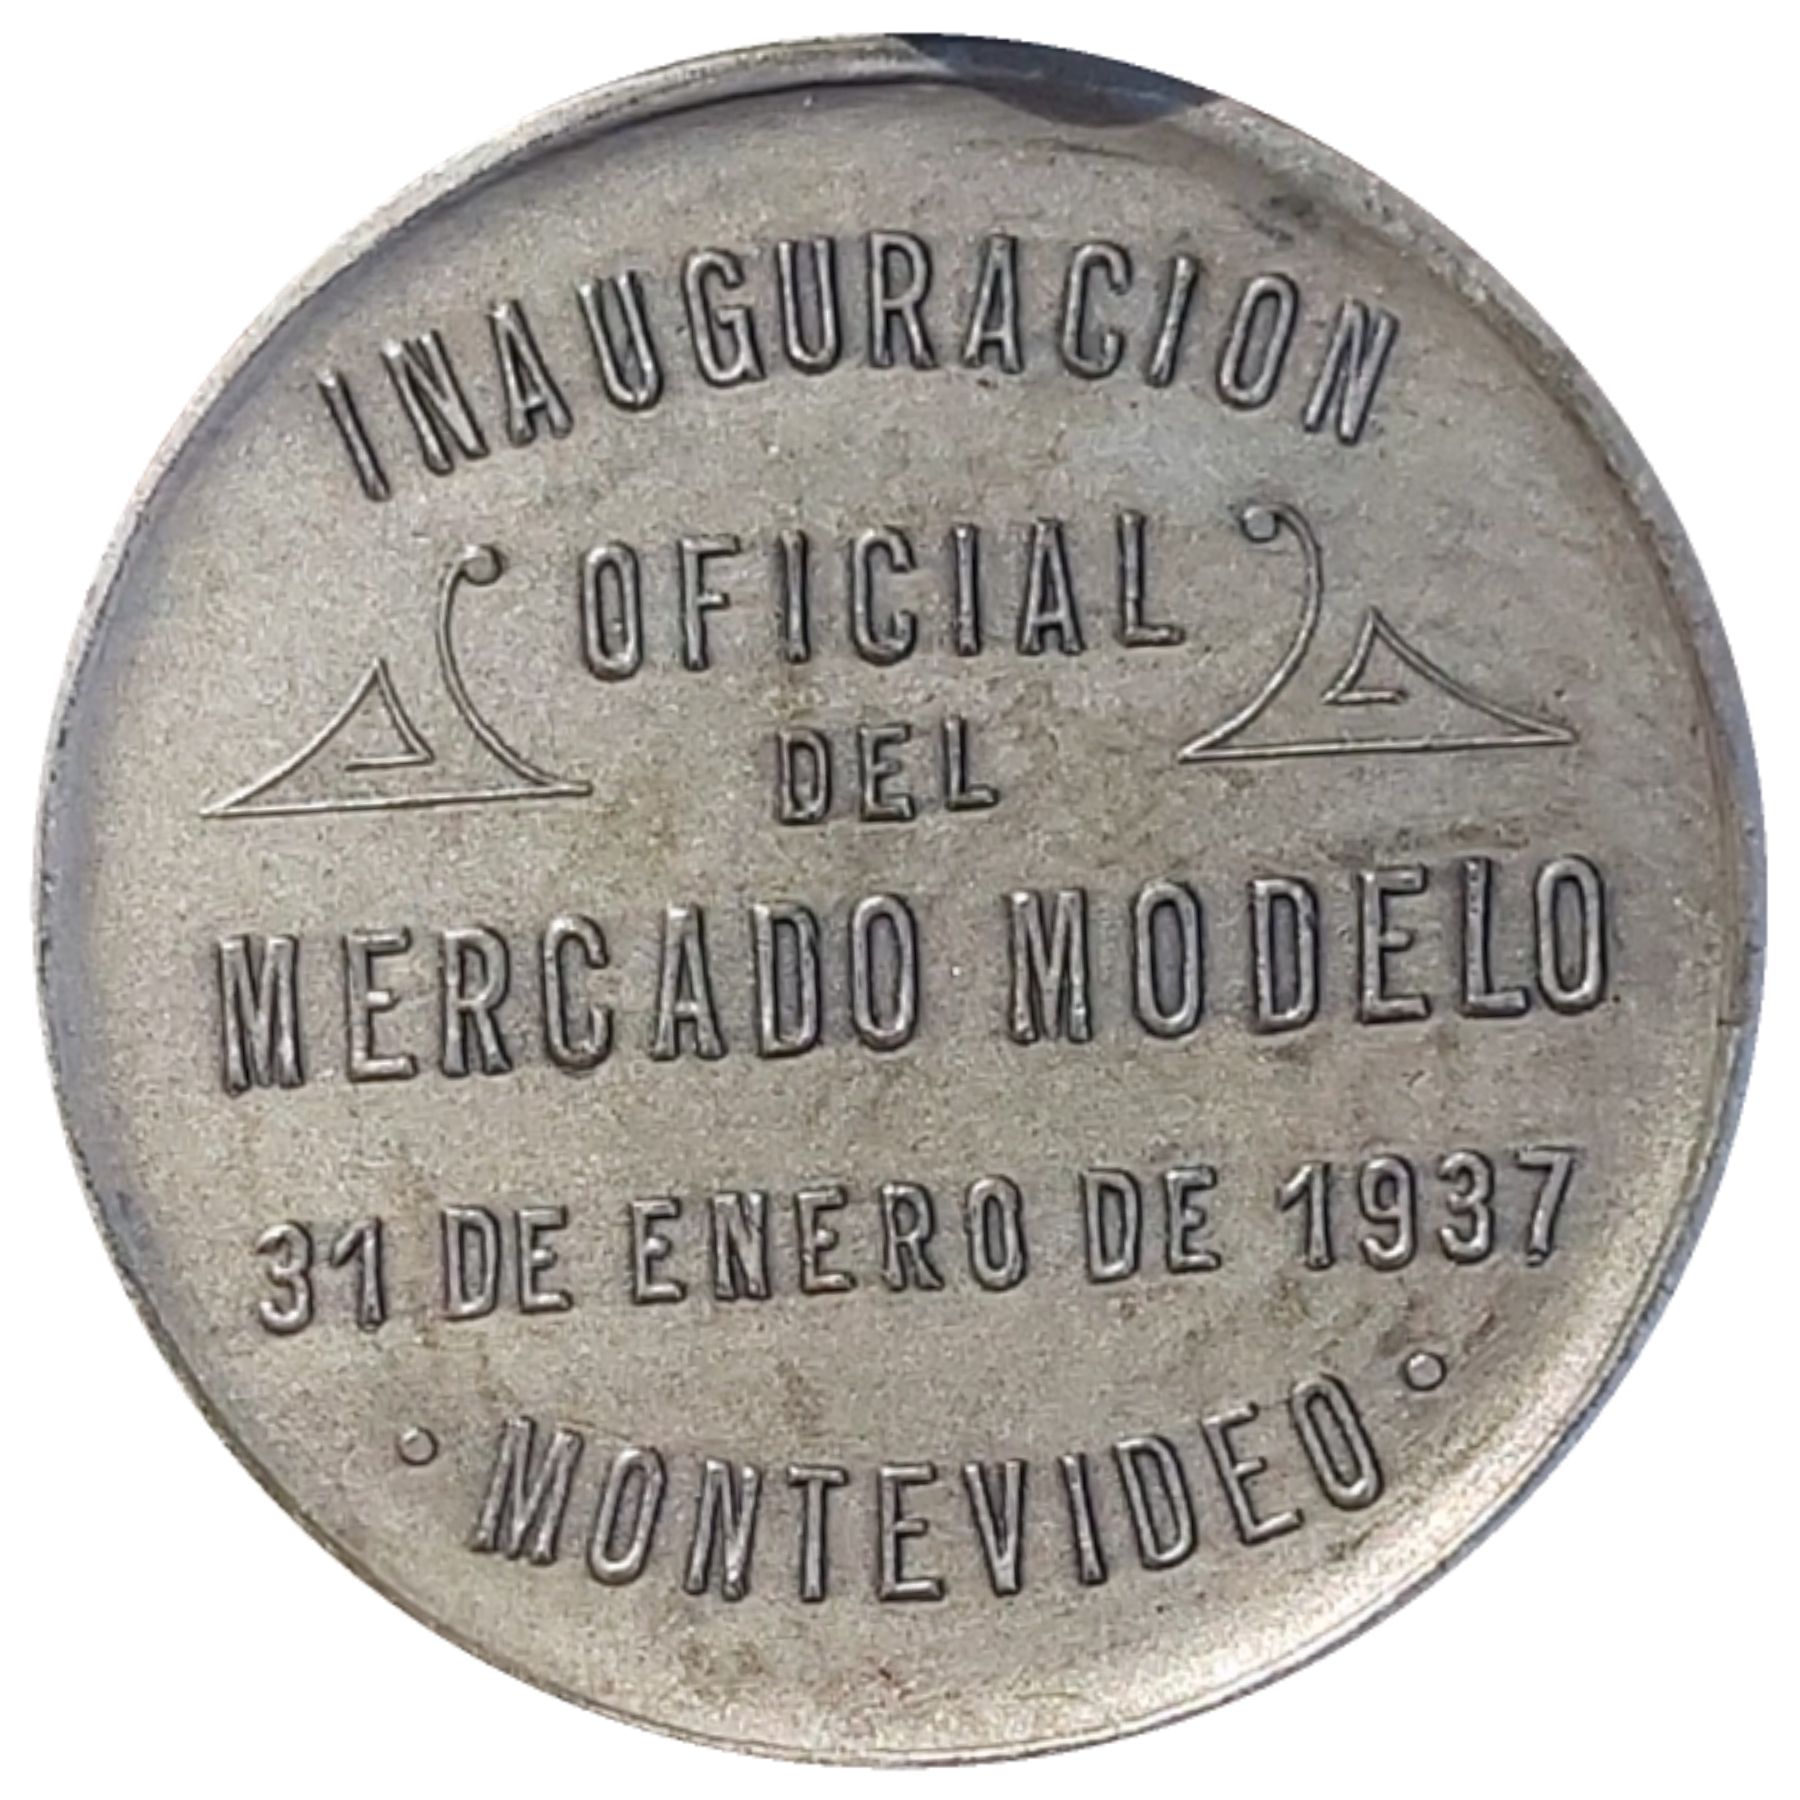 INAUGURACION
OFICIAL
DEL
MERCADO MODELO
31 DE ENERO DE 1937
• MONTEVIDEO •